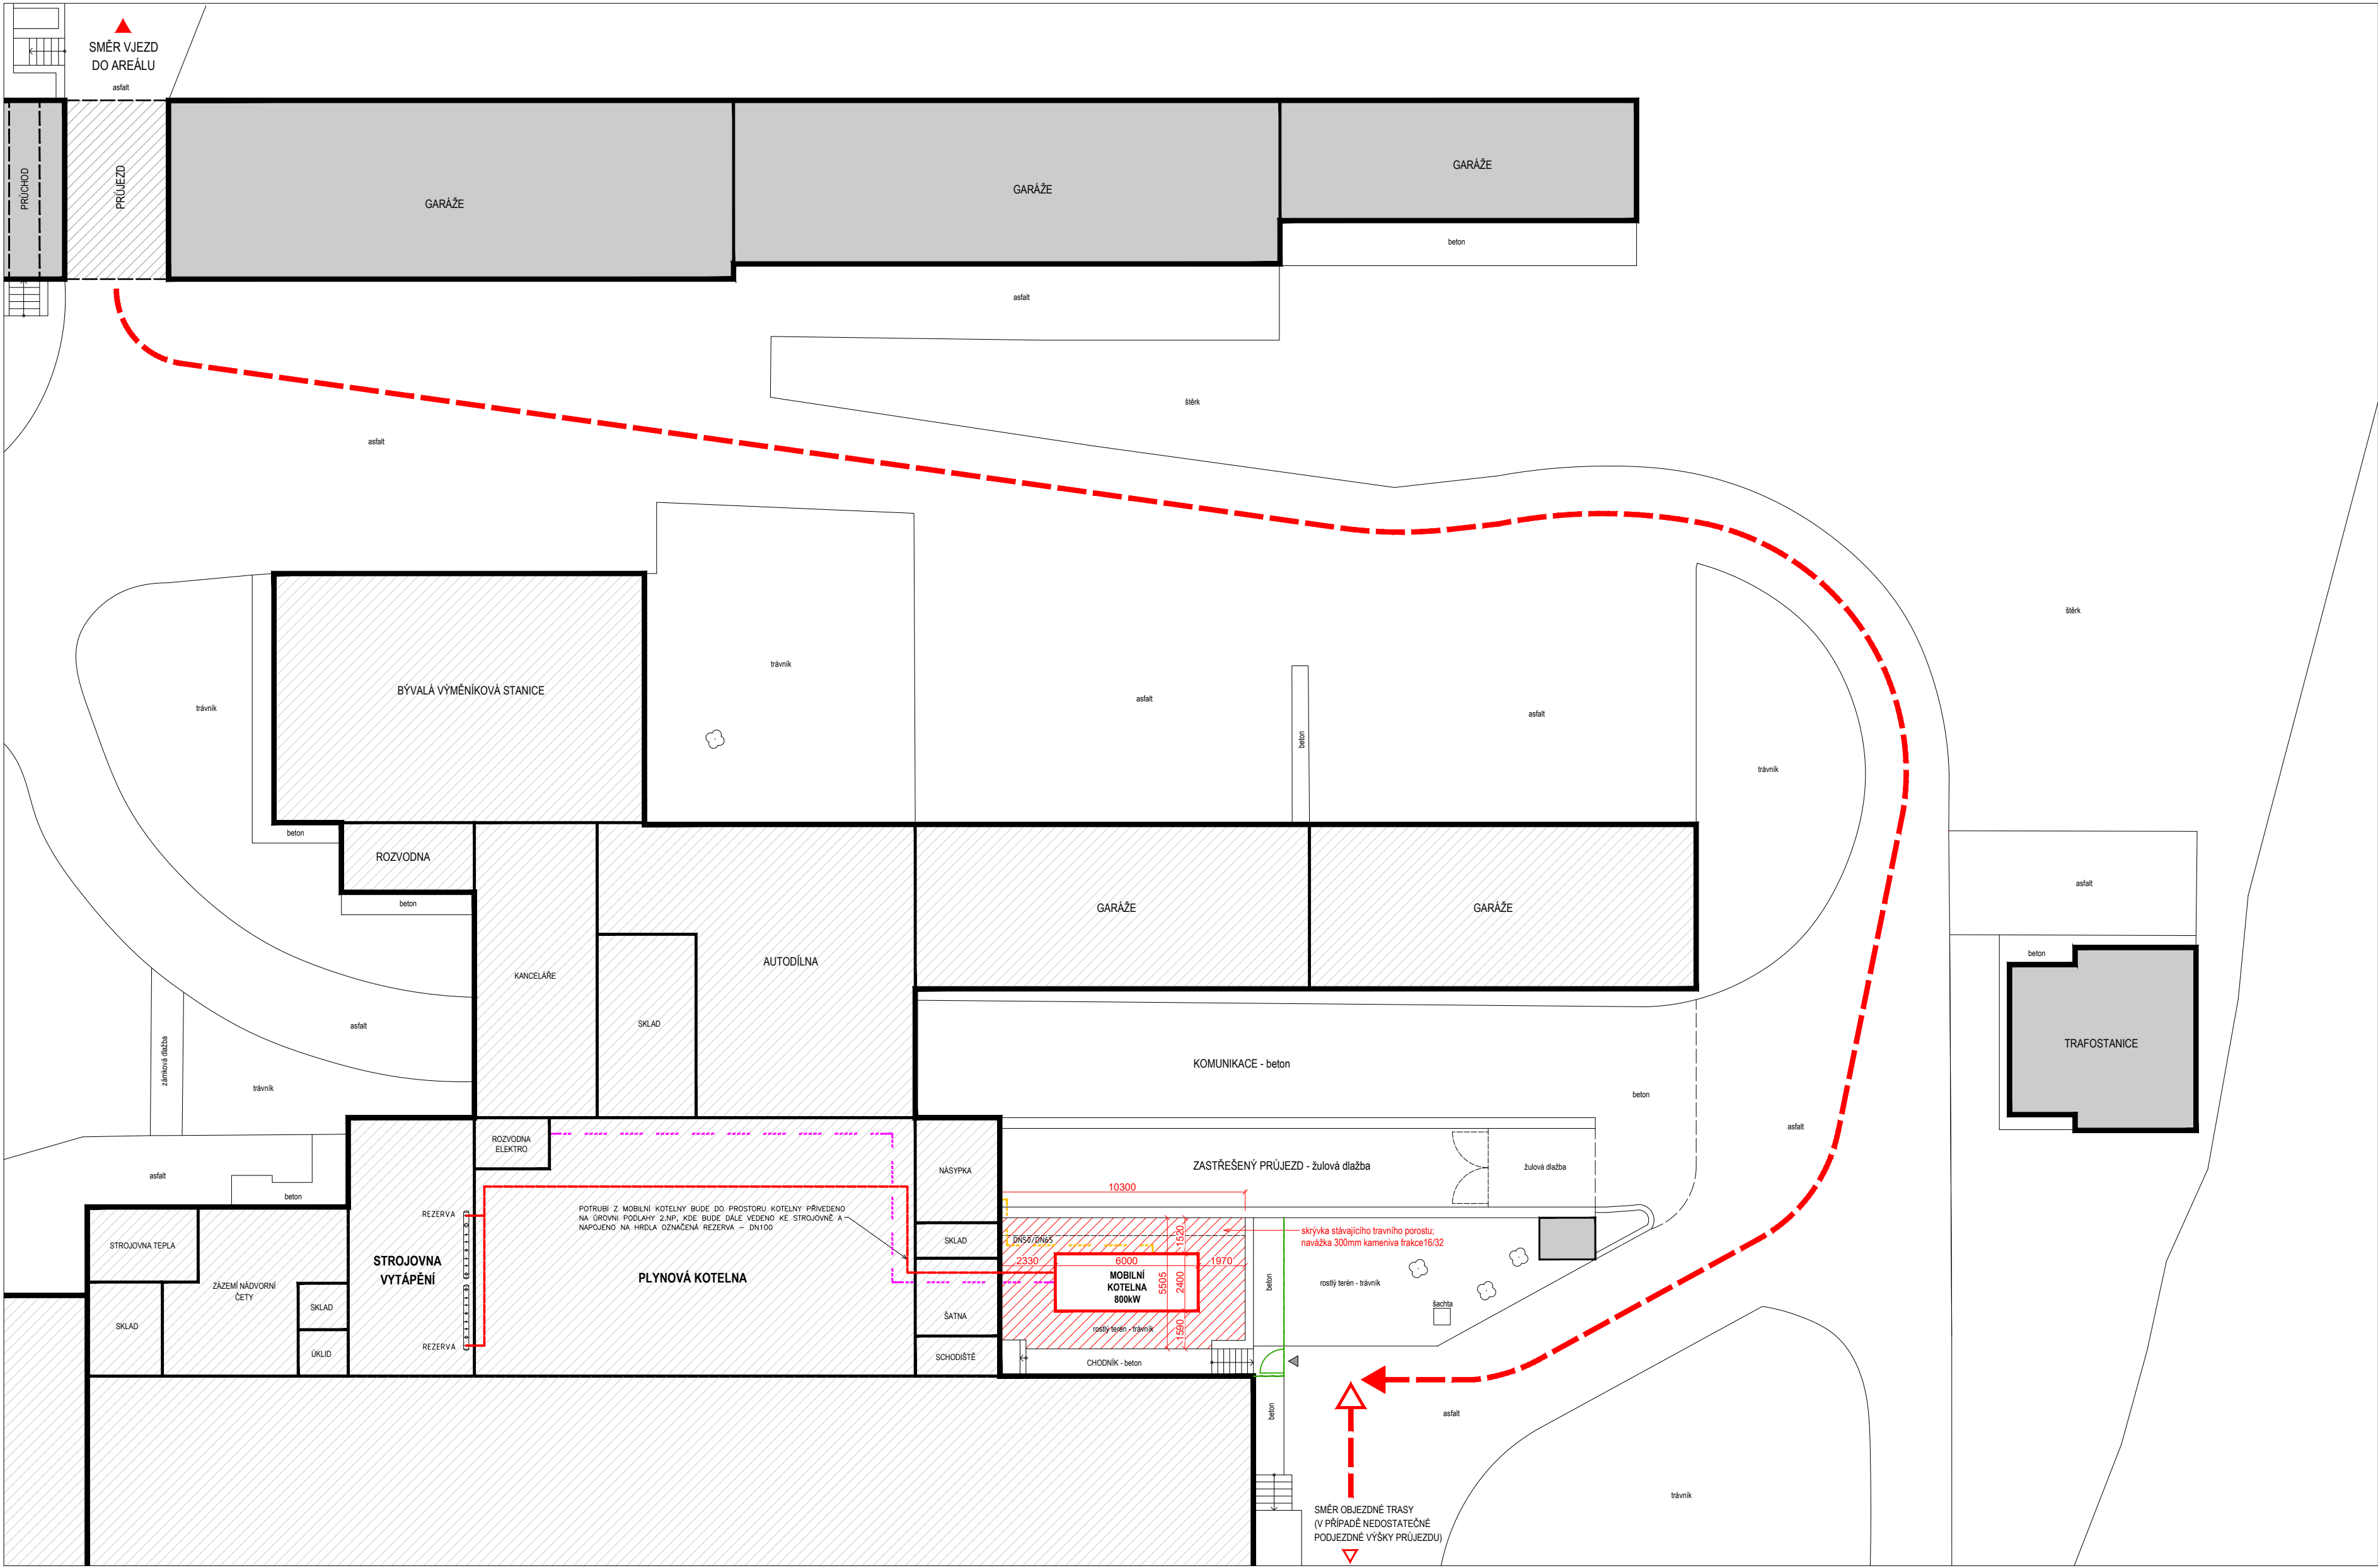 SMĚR VJEZD
DO AREÁLU
asfalt
PRŮCHOD
PRŮJEZD
GARÁŽE
GARÁŽE
GARÁŽE
beton
asfalt
štěrk
asfalt
štěrk
trávník
BÝVALÁ VÝMĚNÍKOVÁ STANICE
trávník
asfalt
beton
asfalt
trávník
beton
ROZVODNA
beton
KANCELÁŘE
SKLAD
AUTODÍLNA
GARÁŽE
GARÁŽE
asfalt
beton
TRAFOSTANICE
zámková dlažba
asfalt
trávník
KOMUNIKACE - beton
beton
asfalt
asfalt
beton
ROZVODNA
ELEKTRO
NÁSYPKA
ZASTŘEŠENÝ PRŮJEZD - žulová dlažba
žulová dlažba
10300
REZERVA
POTRUBÍ Z MOBILNÍ KOTELNY BUDE DO PROSTORU KOTELNY PŘIVEDENO
NA ÚROVNI PODLAHY 2.NP, KDE BUDE DÁLE VEDENO KE STROJOVNĚ A
NAPOJENO NA HRDLA OZNAČENÁ REZERVA – DN100
STROJOVNA TEPLA
STROJOVNA
VYTÁPĚNÍ
PLYNOVÁ KOTELNA
SKLAD
DN50/DN65
1520
skrývka stávajícího travního porostu;
navážka 300mm kameniva frakce16/32
2330
6000
1970
MOBILNÍ
KOTELNA
800kW
5505
2400
1590
beton
rostlý terén - trávník
šachta
ZÁZEMÍ NÁDVORNÍ
ČETY
SKLAD
SKLAD
ÚKLID
REZERVA
ŠATNA
SCHODIŠTĚ
rostlý terén - trávník
CHODNÍK - beton
beton
asfalt
trávník
SMĚR OBJEZDNÉ TRASY
(V PŘÍPADĚ NEDOSTATEČNÉ
PODJEZDNÉ VÝŠKY PRŮJEZDU)